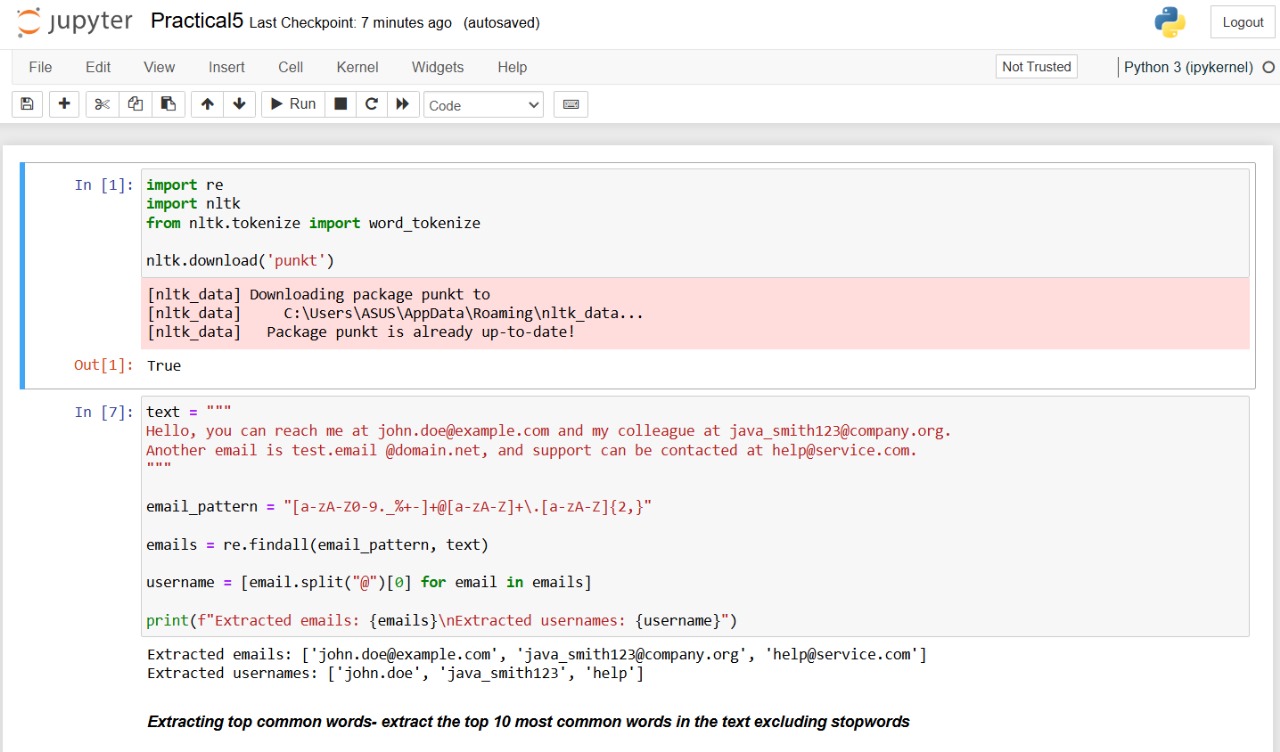 jupyter Practical5 Last Checkpoint: 7 minutes ago (autosaved) Logout
File Edit View Insert Cell Kernel Widgets Help Not Trusted Python 3 (ipykernel)
Run Code
In [1]: import re
import nltk
from nltk.tokenize import word_tokenize
nltk.download('punkt')
[nltk_data] Downloading package punkt to
[nltk_data]     C:\Users\ASUS\AppData\Roaming\nltk_data...
[nltk_data]   Package punkt is already up-to-date!
Out[1]: True
In [7]: text = """
Hello, you can reach me at john.doe@example.com and my colleague at java_smith123@company.org.
Another email is test.email @domain.net, and support can be contacted at help@service.com.
"""
email_pattern = "[a-zA-Z0-9._%+-]+@[a-zA-Z]+\.[a-zA-Z]{2,}"
emails = re.findall(email_pattern, text)
username = [email.split("@")[0] for email in emails]
print(f"Extracted emails: {emails}\nExtracted usernames: {username}")
Extracted emails: ['john.doe@example.com', 'java_smith123@company.org', 'help@service.com']
Extracted usernames: ['john.doe', 'java_smith123', 'help']
Extracting top common words- extract the top 10 most common words in the text excluding stopwords